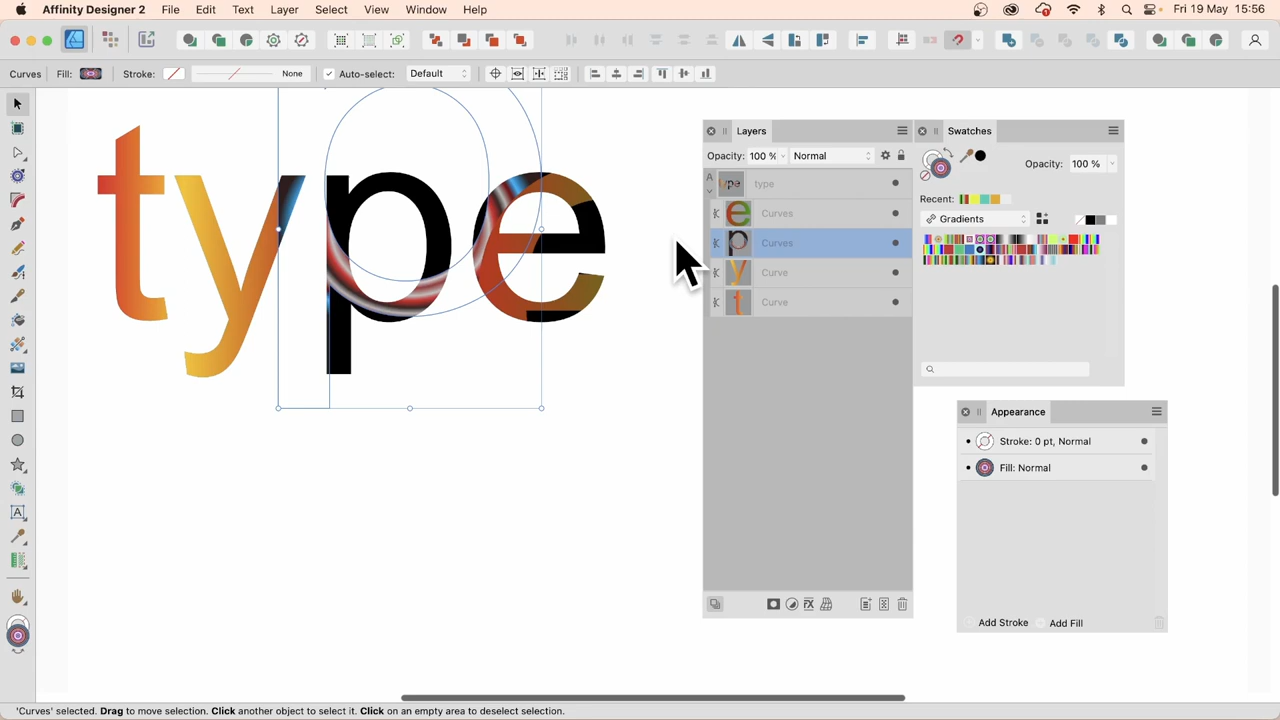 Affinity Designer 2 File Edit Text Layer Select View Window Help Fri 19 May 15:56
Curves Fill: Stroke: None Auto-select: Default
type
Layers
Opacity: 100 % Normal
A type type
e Curves
p Curves
y Curve
t Curve
Swatches
Opacity: 100 %
Recent:
Gradients
Appearance
Stroke: 0 pt, Normal
Fill: Normal
Add Stroke Add Fill
'Curves' selected. Drag to move selection. Click another object to select it. Click on an empty area to deselect selection.